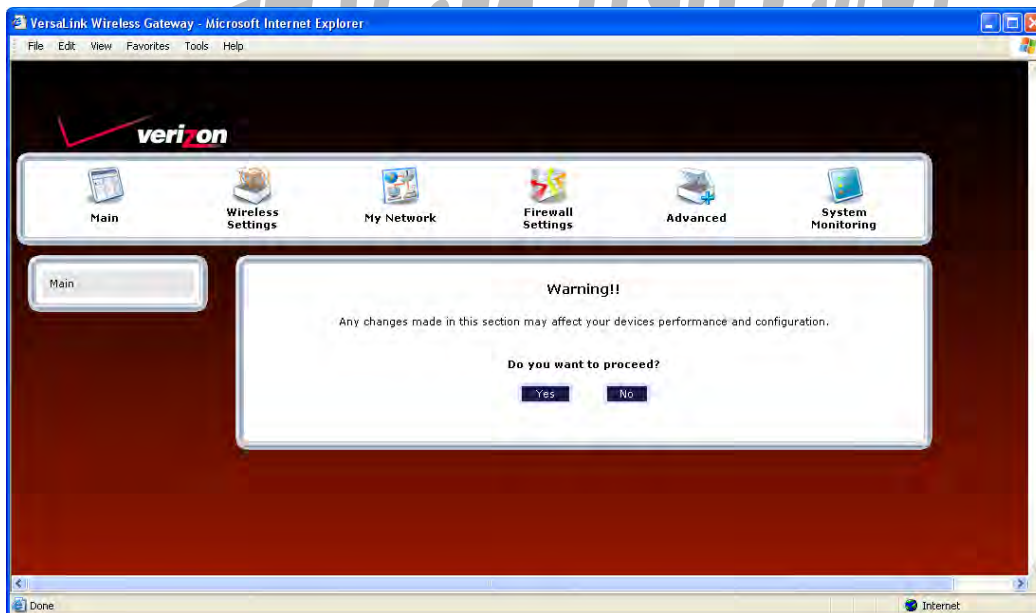 VersaLink Wireless Gateway - Microsoft Internet Explorer
File Edit View Favorites Tools Help
verizon
Main
Wireless Settings
My Network
Firewall Settings
Advanced
System Monitoring
Main
Warning!!
Any changes made in this section may affect your devices performance and configuration.
Do you want to proceed?
Yes No
Done Internet